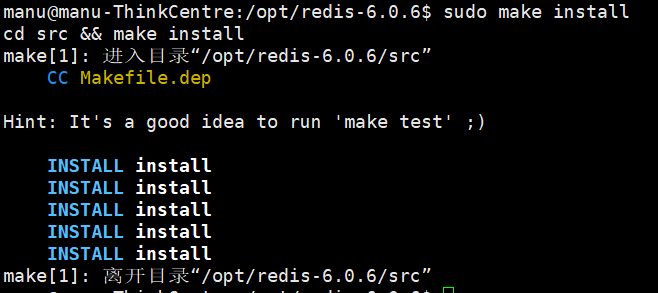 manu@manu-ThinkCentre:/opt/redis-6.0.6$ sudo make install
cd src && make install
make[1]: 进入目录“/opt/redis-6.0.6/src”
    CC Makefile.dep

Hint: It's a good idea to run 'make test' ;)

    INSTALL install
    INSTALL install
    INSTALL install
    INSTALL install
    INSTALL install
make[1]: 离开目录“/opt/redis-6.0.6/src”